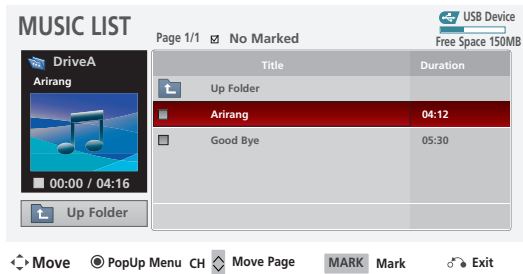 MUSIC LIST
Page 1/1 No Marked
USB Device
Free Space 150MB
DriveA
Arirang
00:00 / 04:16
Up Folder
Title Duration
Up Folder
Arirang 04:12
Good Bye 05:30
Move PopUp Menu CH Move Page MARK Mark Exit